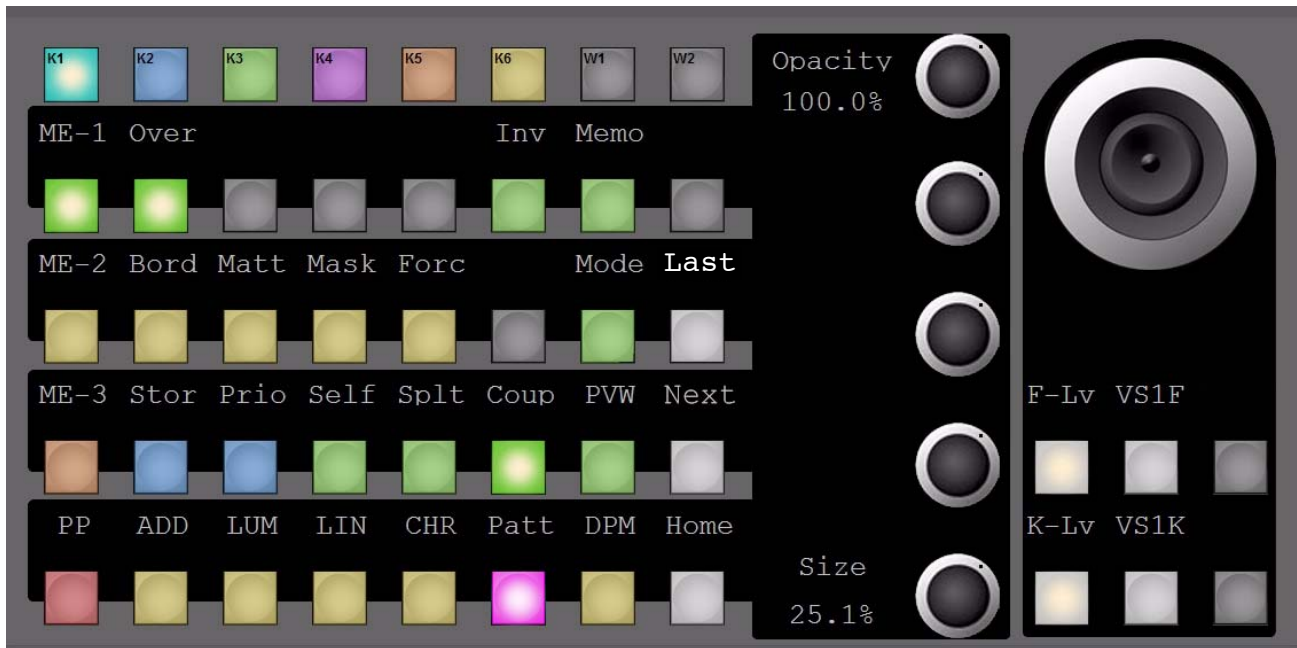 K1 K2 K3 K4 K5 K6 W1 W2
Opacity
100.0%
ME-1 Over Inv Memo
ME-2 Bord Matt Mask Forc Mode Last
ME-3 Stor Prio Self Splt Coup PVW Next
F-Lv VS1F
PP ADD LUM LIN CHR Patt DPM Home
K-Lv VS1K
Size
25.1%